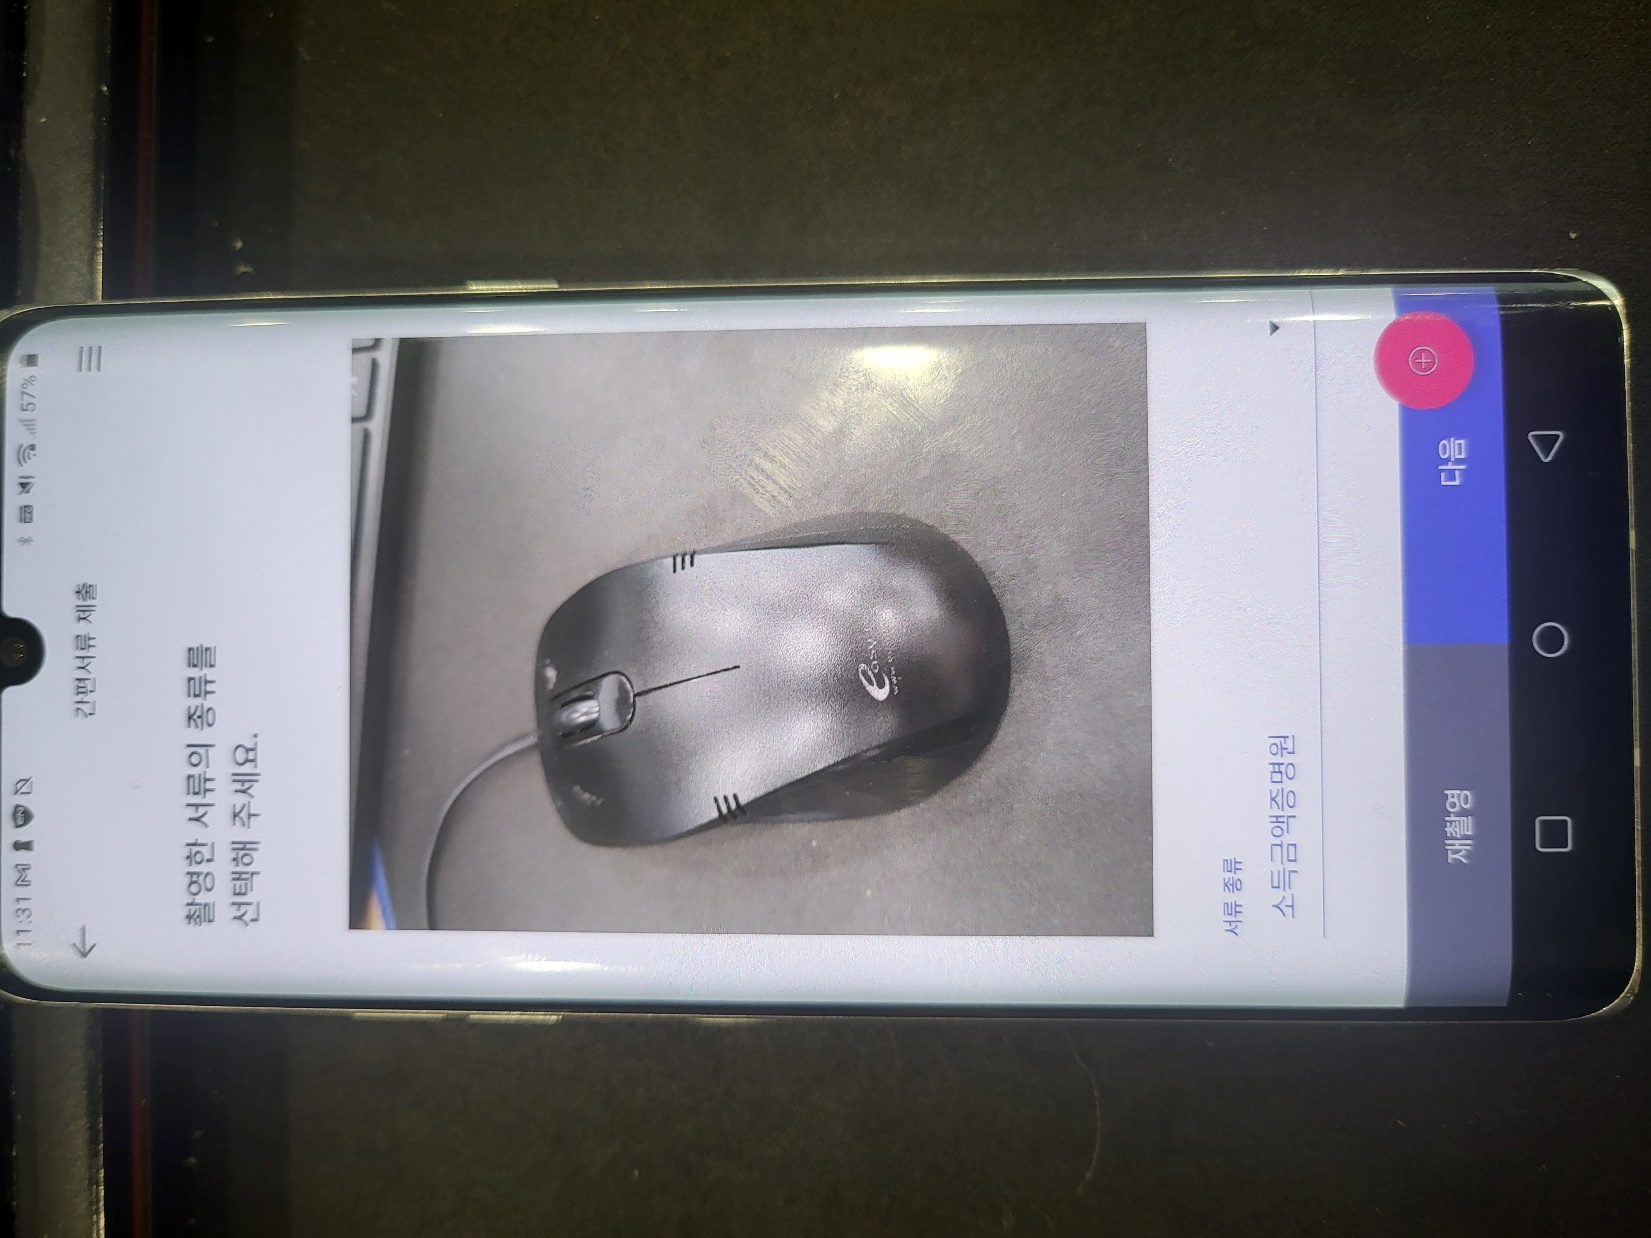 11:31
57%
간편서류 제출
촬영한 서류의 종류를
선택해 주세요.
서류 종류
소득금액증명원
재촬영
다음